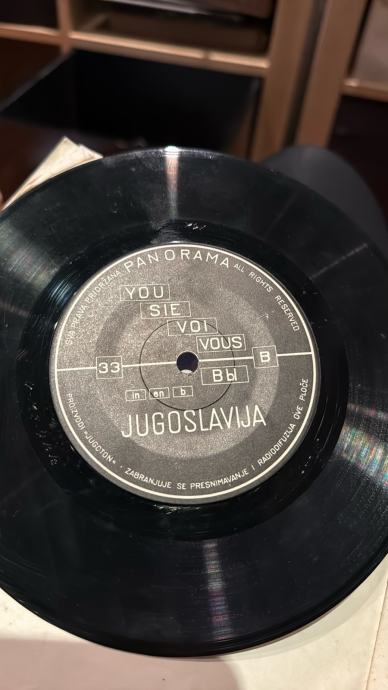 SVA PRAVA PRIDRŽANA PANORAMA ALL RIGHTS RESERVED
YOU
SIE
VOI
VOUS
33
B
ВЫ
in en b
JUGOSLAVIJA
PROIZVODI »JUGOTON« · ZABRANJUJE SE PRESNIMAVANJE I RADIODIFUZIJA OVE PLOČE